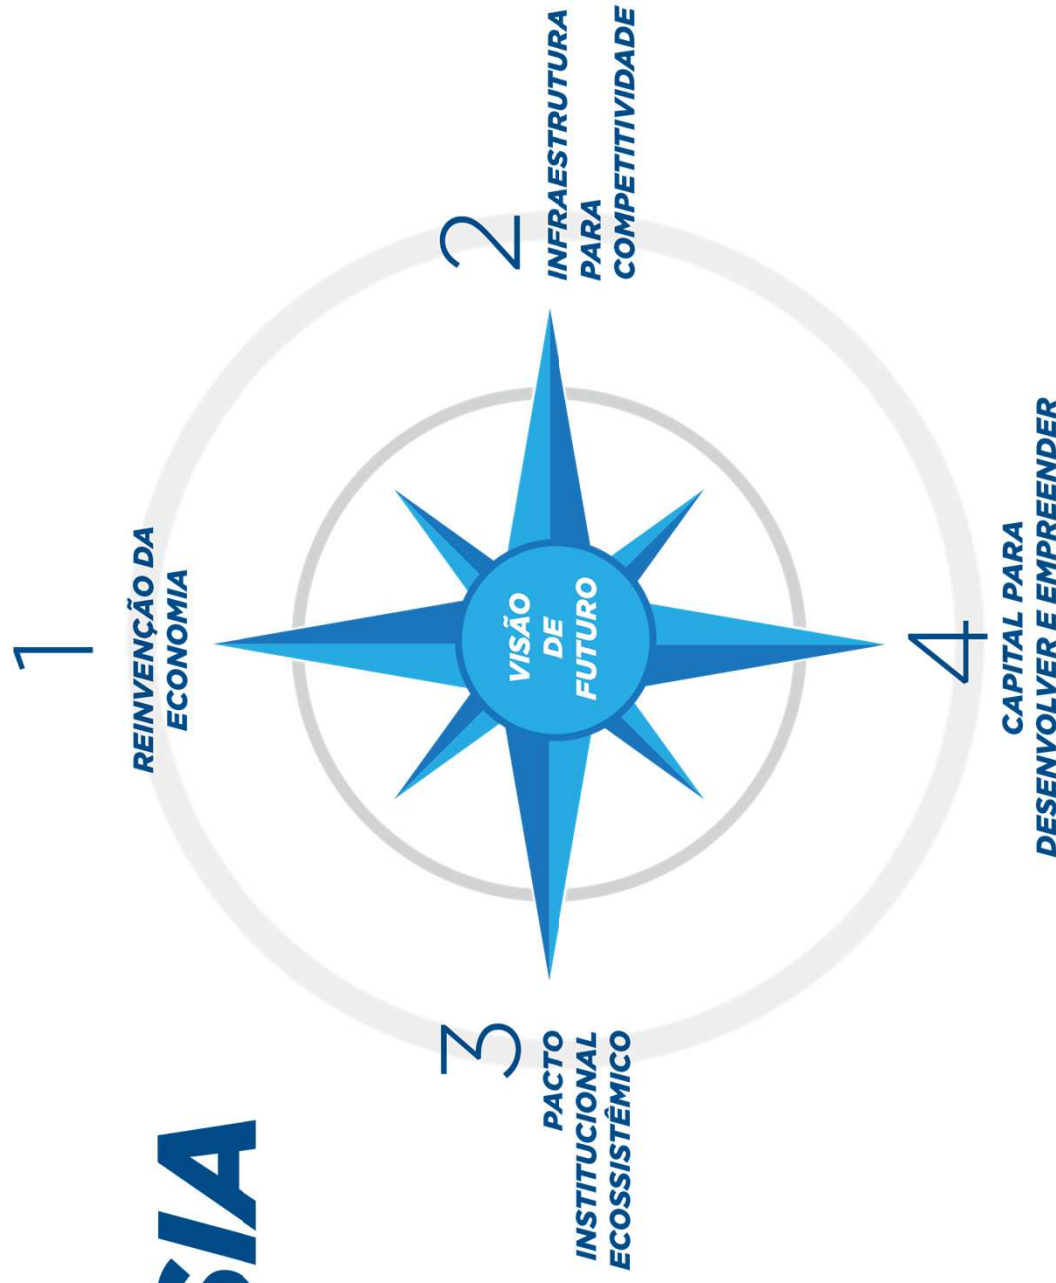 SIA
1
REINVENÇÃO DA
ECONOMIA
2
INFRAESTRUTURA
PARA
COMPETITIVIDADE
3
PACTO
INSTITUCIONAL
ECOSSISTÊMICO
VISÃO
DE
FUTURO
4
CAPITAL PARA
DESENVOLVER E EMPREENDER